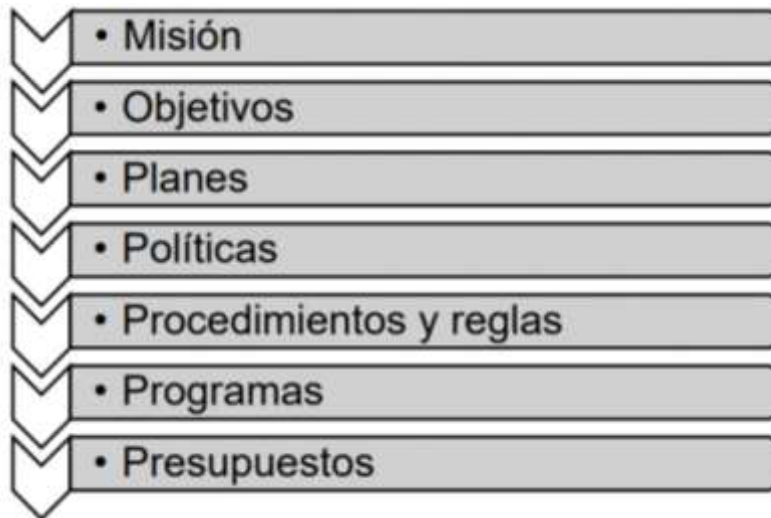 • Misión
• Objetivos
• Planes
• Políticas
• Procedimientos y reglas
• Programas
• Presupuestos